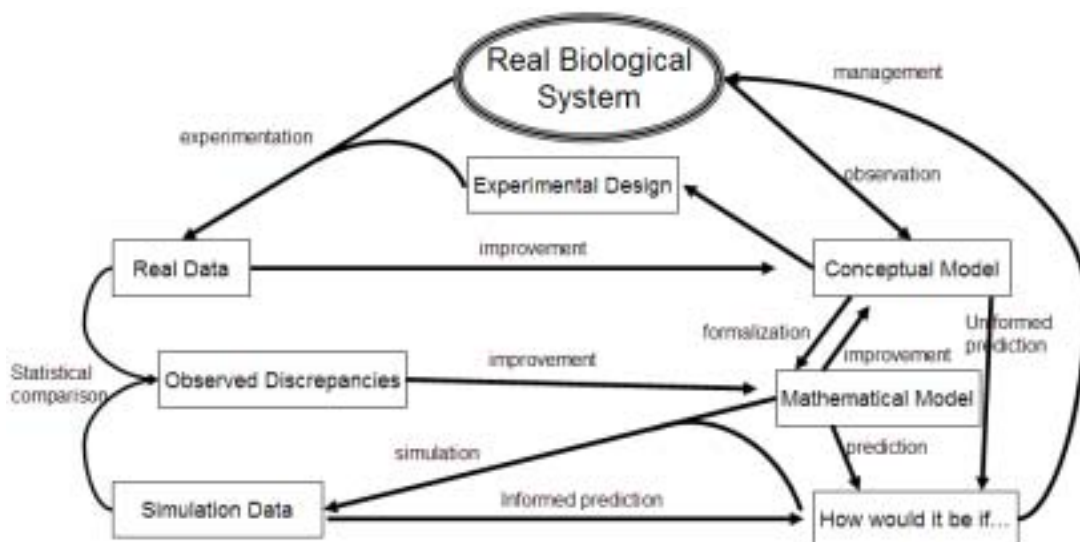 Real Biological
System
management
experimentation
Experimental Design
observation
Real Data
improvement
Conceptual Model
formalization
improvement
Uniformed
prediction
Statistical
comparison
Observed Discrepancies
improvement
Mathematical Model
simulation
prediction
Simulation Data
Informed prediction
How would it be if...